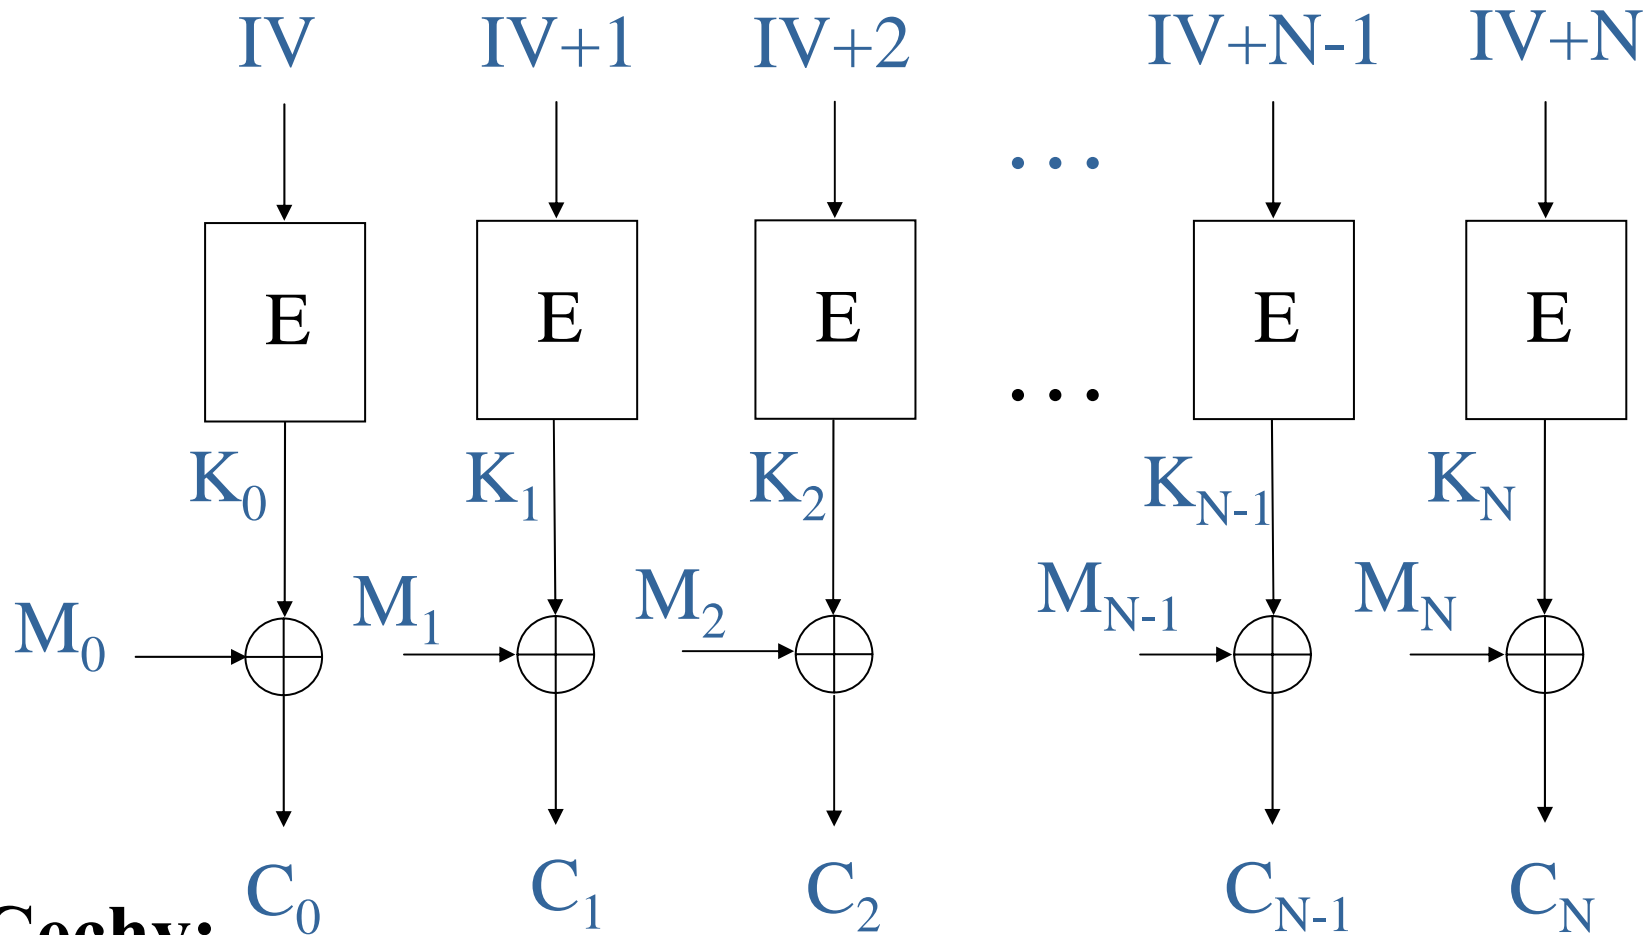 IV IV+1 IV+2 IV+N-1 IV+N
...
E E E E E
...
K0 K1 K2 KN-1 KN
M0 M1 M2 MN-1 MN
C0 C1 C2 CN-1 CN
Cechy: